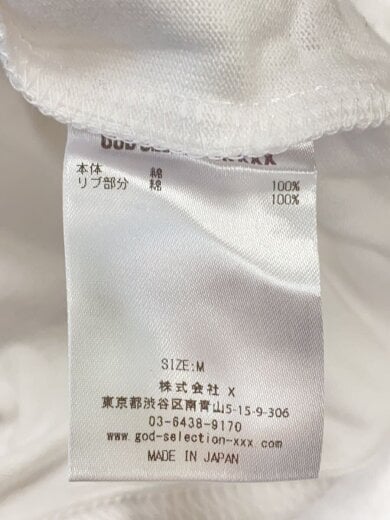 本体 綿 100%
リブ部分 綿 100%
SIZE:M
株式会社 X
東京都渋谷区南青山5-15-9-306
03-6438-9170
www.god-selection-xxx.com
MADE IN JAPAN